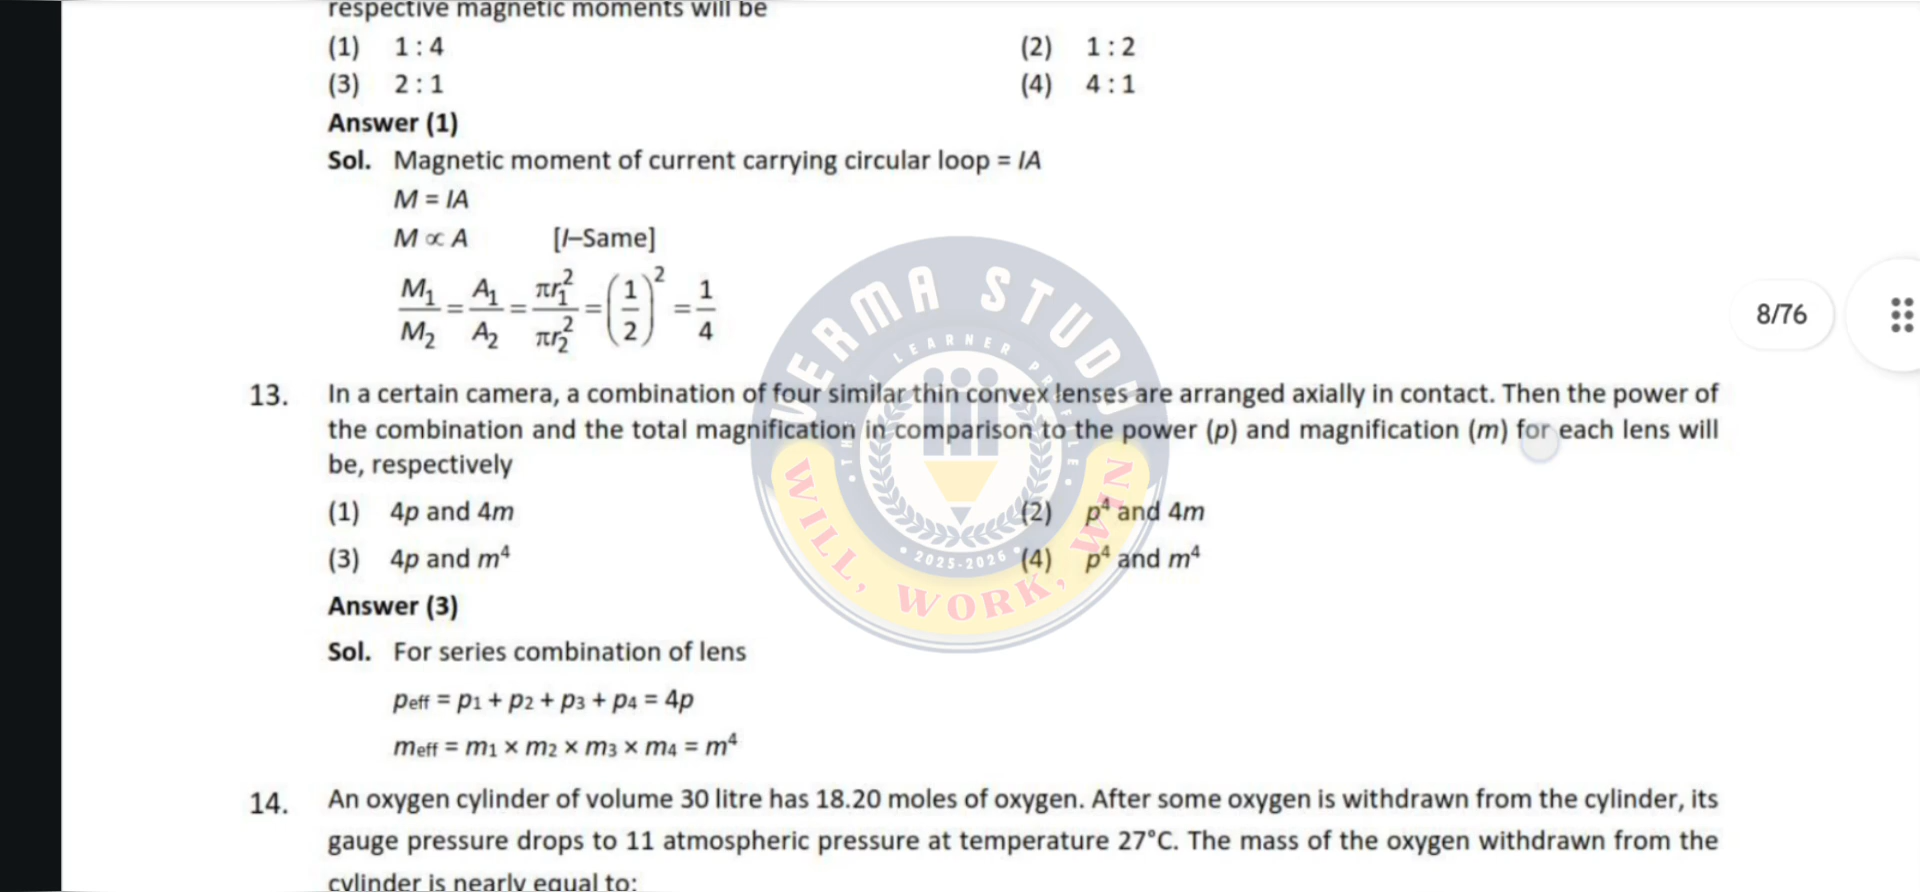 respective magnetic moments will be
(1) 1 : 4
(2) 1 : 2
(3) 2 : 1
(4) 4 : 1
Answer (1)
Sol. Magnetic moment of current carrying circular loop = IA
M = IA
M ∝ A [I–Same]
M₁/M₂ = A₁/A₂ = πr₁²/πr₂² = (1/2)² = 1/4
8/76
13. In a certain camera, a combination of four similar thin convex lenses are arranged axially in contact. Then the power of
the combination and the total magnification in comparison to the power (p) and magnification (m) for each lens will
be, respectively
(1) 4p and 4m
(2) p⁴ and 4m
(3) 4p and m⁴
(4) p⁴ and m⁴
Answer (3)
Sol. For series combination of lens
peff = p1 + p2 + p3 + p4 = 4p
meff = m1 × m2 × m3 × m4 = m⁴
14. An oxygen cylinder of volume 30 litre has 18.20 moles of oxygen. After some oxygen is withdrawn from the cylinder, its
gauge pressure drops to 11 atmospheric pressure at temperature 27°C. The mass of the oxygen withdrawn from the
cylinder is nearly equal to:
VERMA STUDY
LEARNER PROFILE
2025-2026
WILL, WORK, WIN